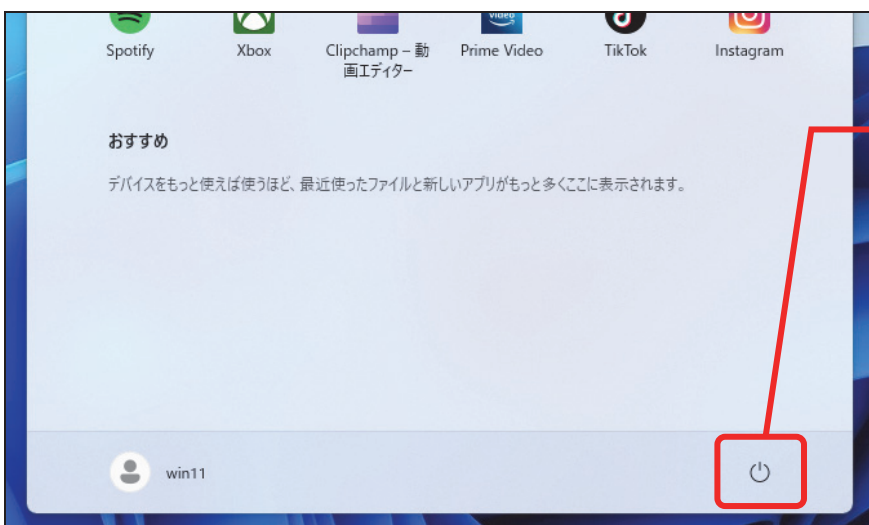 video
Spotify
Xbox
Clipchamp – 動
画エディター
Prime Video
TikTok
Instagram
おすすめ
デバイスをもっと使えば使うほど、最近使ったファイルと新しいアプリがもっと多くここに表示されます。
win11